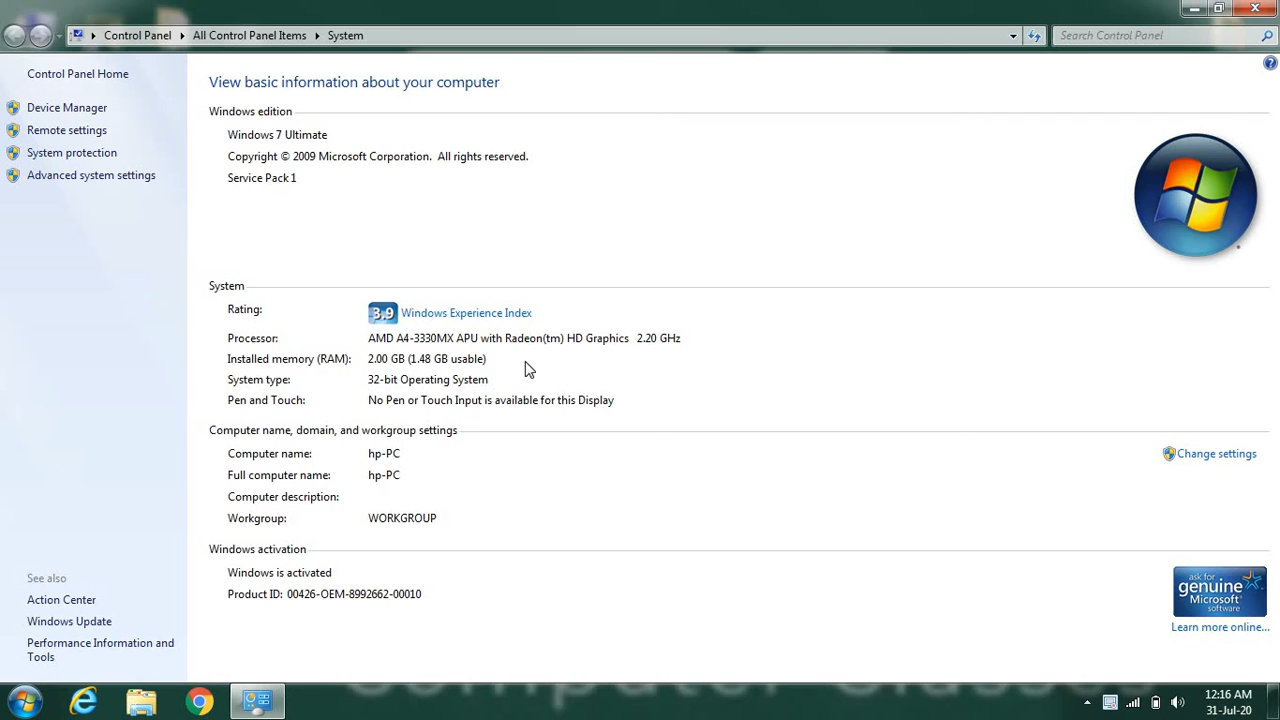 Control Panel
All Control Panel Items
System
Search Control Panel
Control Panel Home
Device Manager
Remote settings
System protection
Advanced system settings
View basic information about your computer
Windows edition
Windows 7 Ultimate
Copyright © 2009 Microsoft Corporation. All rights reserved.
Service Pack 1
System
Rating: 3.9 Windows Experience Index
Processor: AMD A4-3330MX APU with Radeon(tm) HD Graphics 2.20 GHz
Installed memory (RAM): 2.00 GB (1.48 GB usable)
System type: 32-bit Operating System
Pen and Touch: No Pen or Touch Input is available for this Display
Computer name, domain, and workgroup settings
Computer name: hp-PC
Change settings
Full computer name: hp-PC
Computer description:
Workgroup: WORKGROUP
Windows activation
Windows is activated
Product ID: 00426-OEM-8992662-00010
ask for
genuine
Microsoft
software
Learn more online...
See also
Action Center
Windows Update
Performance Information and
Tools
12:16 AM
31-Jul-20